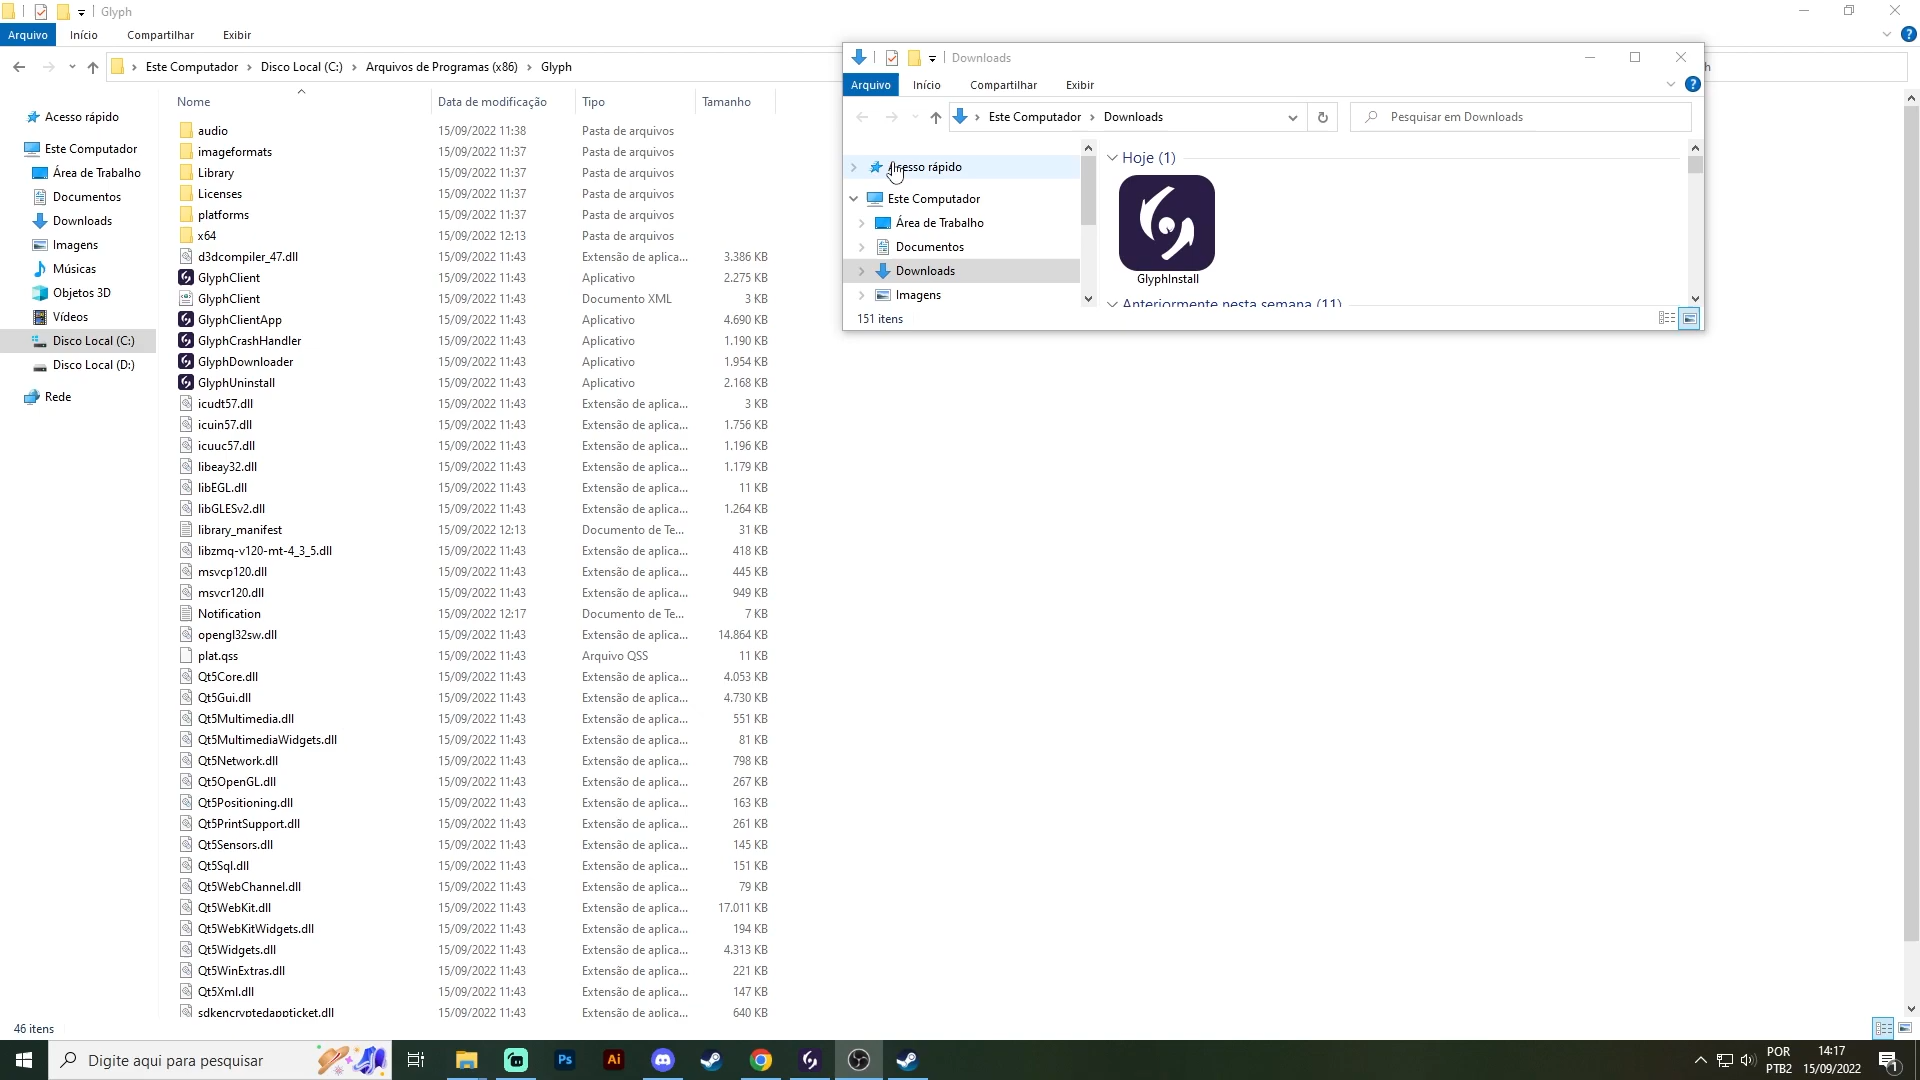 Glyph
Arquivo Início Compartilhar Exibir
Este Computador Disco Local (C:) Arquivos de Programas (x86) Glyph
Nome Data de modificação Tipo Tamanho
Acesso rápido
Este Computador
Área de Trabalho
Documentos
Downloads
Imagens
Músicas
Objetos 3D
Vídeos
Disco Local (C:)
Disco Local (D:)
Rede
audio 15/09/2022 11:38 Pasta de arquivos
imageformats 15/09/2022 11:37 Pasta de arquivos
Library 15/09/2022 11:37 Pasta de arquivos
Licenses 15/09/2022 11:37 Pasta de arquivos
platforms 15/09/2022 11:37 Pasta de arquivos
x64 15/09/2022 12:13 Pasta de arquivos
d3dcompiler_47.dll 15/09/2022 11:43 Extensão de aplica... 3.386 KB
GlyphClient 15/09/2022 11:43 Aplicativo 2.275 KB
GlyphClient 15/09/2022 11:43 Documento XML 3 KB
GlyphClientApp 15/09/2022 11:43 Aplicativo 4.690 KB
GlyphCrashHandler 15/09/2022 11:43 Aplicativo 1.190 KB
GlyphDownloader 15/09/2022 11:43 Aplicativo 1.954 KB
GlyphUninstall 15/09/2022 11:43 Aplicativo 2.168 KB
icudt57.dll 15/09/2022 11:43 Extensão de aplica... 3 KB
icuin57.dll 15/09/2022 11:43 Extensão de aplica... 1.756 KB
icuuc57.dll 15/09/2022 11:43 Extensão de aplica... 1.196 KB
libeay32.dll 15/09/2022 11:43 Extensão de aplica... 1.179 KB
libEGL.dll 15/09/2022 11:43 Extensão de aplica... 11 KB
libGLESv2.dll 15/09/2022 11:43 Extensão de aplica... 1.264 KB
library_manifest 15/09/2022 12:13 Documento de Te... 31 KB
libzmq-v120-mt-4_3_5.dll 15/09/2022 11:43 Extensão de aplica... 418 KB
msvcp120.dll 15/09/2022 11:43 Extensão de aplica... 445 KB
msvcr120.dll 15/09/2022 11:43 Extensão de aplica... 949 KB
Notification 15/09/2022 12:17 Documento de Te... 7 KB
opengl32sw.dll 15/09/2022 11:43 Extensão de aplica... 14.864 KB
plat.qss 15/09/2022 11:43 Arquivo QSS 11 KB
Qt5Core.dll 15/09/2022 11:43 Extensão de aplica... 4.053 KB
Qt5Gui.dll 15/09/2022 11:43 Extensão de aplica... 4.730 KB
Qt5Multimedia.dll 15/09/2022 11:43 Extensão de aplica... 551 KB
Qt5MultimediaWidgets.dll 15/09/2022 11:43 Extensão de aplica... 81 KB
Qt5Network.dll 15/09/2022 11:43 Extensão de aplica... 798 KB
Qt5OpenGL.dll 15/09/2022 11:43 Extensão de aplica... 267 KB
Qt5Positioning.dll 15/09/2022 11:43 Extensão de aplica... 163 KB
Qt5PrintSupport.dll 15/09/2022 11:43 Extensão de aplica... 261 KB
Qt5Sensors.dll 15/09/2022 11:43 Extensão de aplica... 145 KB
Qt5Sql.dll 15/09/2022 11:43 Extensão de aplica... 151 KB
Qt5WebChannel.dll 15/09/2022 11:43 Extensão de aplica... 79 KB
Qt5WebKit.dll 15/09/2022 11:43 Extensão de aplica... 17.011 KB
Qt5WebKitWidgets.dll 15/09/2022 11:43 Extensão de aplica... 194 KB
Qt5Widgets.dll 15/09/2022 11:43 Extensão de aplica... 4.313 KB
Qt5WinExtras.dll 15/09/2022 11:43 Extensão de aplica... 221 KB
Qt5Xml.dll 15/09/2022 11:43 Extensão de aplica... 147 KB
sdkencryptedappticket.dll 15/09/2022 11:43 Extensão de aplica... 640 KB
46 itens
Downloads
Arquivo Início Compartilhar Exibir
Este Computador Downloads Pesquisar em Downloads
Acesso rápido
Este Computador
Área de Trabalho
Documentos
Downloads
Imagens
Hoje (1)
GlyphInstall
Anteriormente nesta semana (11)
151 itens
Digite aqui para pesquisar
Ps
Ai
POR
PTB2
14:17
15/09/2022
1